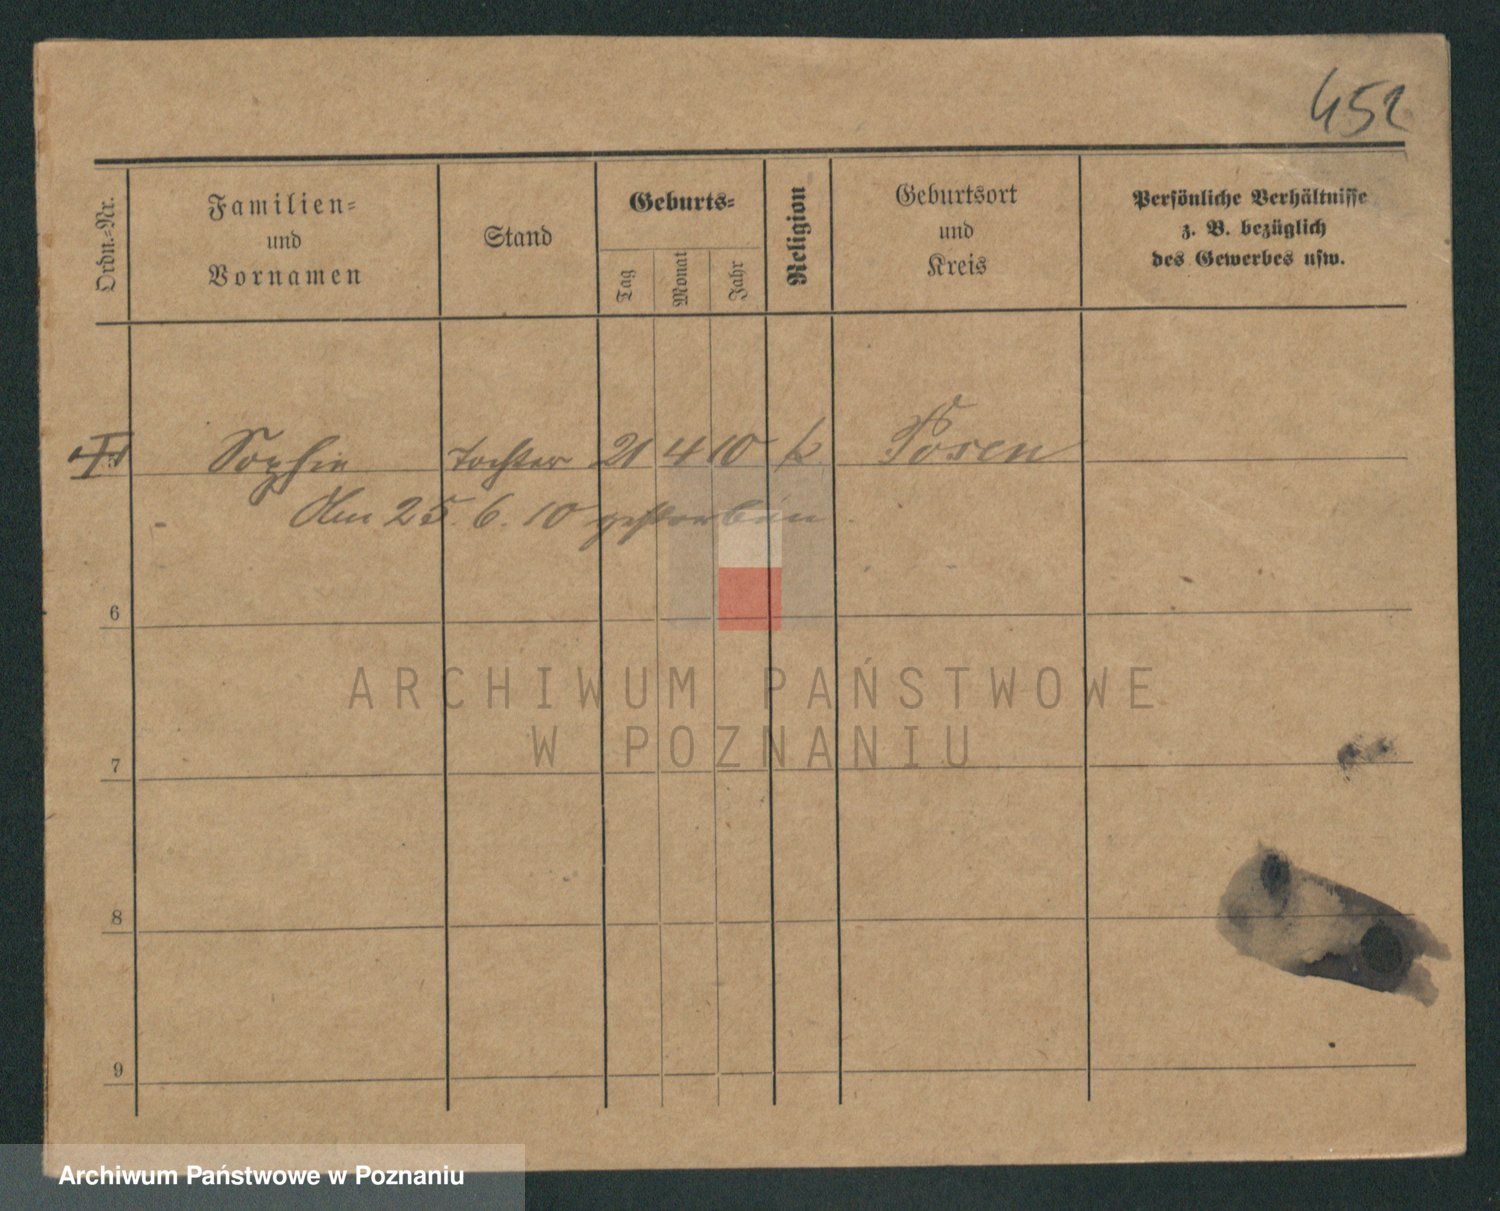 452
Ordn.-Nr.
Familien-
und
Vornamen
Stand
Geburts-
Tag
Monat
Jahr
Religion
Geburtsort
und
Kreis
Persönliche Verhältnisse
z. B. bezüglich
des Gewerbes usw.
5 Sophie Tochter 21 4 10 k Posen
Am 25. 6. 10 gestorben
6
7
8
9
ARCHIWUM PAŃSTWOWE
W POZNANIU
Archiwum Państwowe w Poznaniu